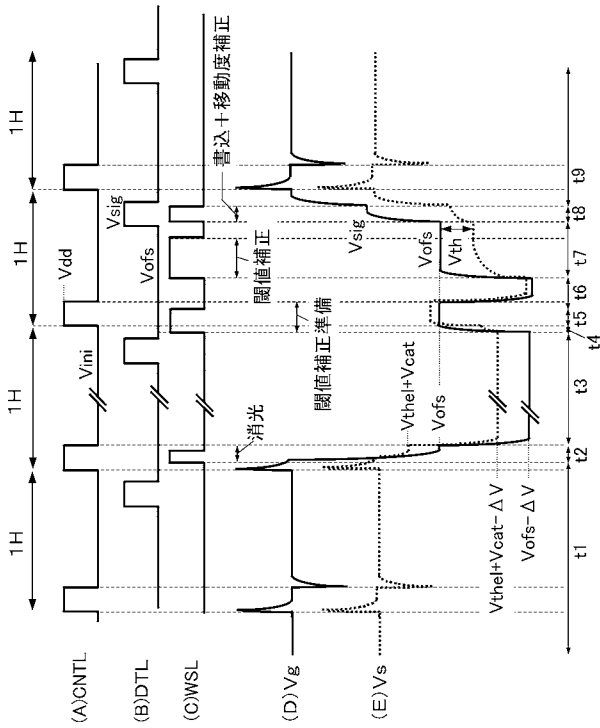 1H
1H
1H
1H
(A)CNTL
Vdd
Vini
(B)DTL
Vsig
Vofs
(C)WSL
消光
閾値補正準備
閾値補正
書込+移動度補正
(D)Vg
Vsig
Vofs
Vth
Vthel+Vcat
Vofs
(E)Vs
Vthel+Vcat-ΔV
Vofs-ΔV
t1
t2
t3
t4
t5
t6
t7
t8
t9